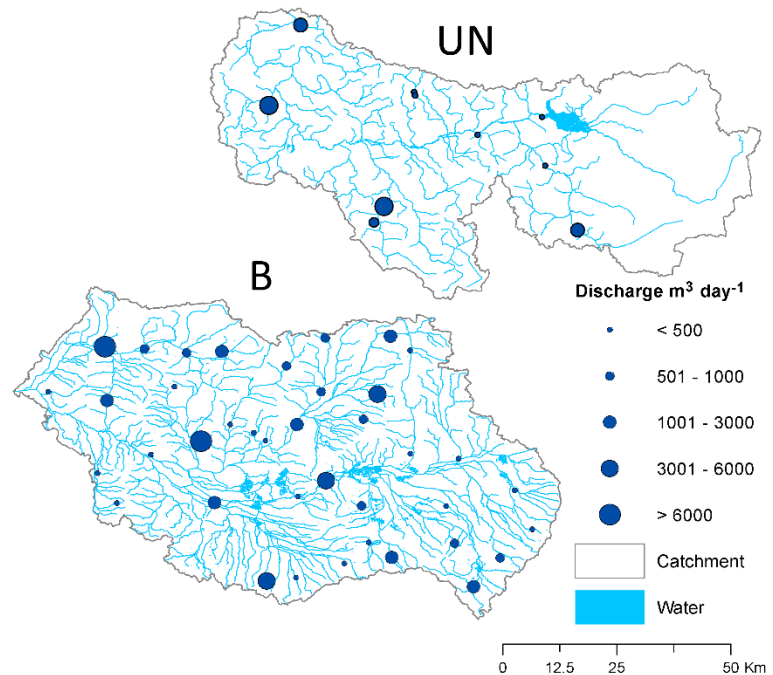 UN
B
Discharge m³ day⁻¹
< 500
501 - 1000
1001 - 3000
3001 - 6000
> 6000
Catchment
Water
0 12.5 25 50 Km